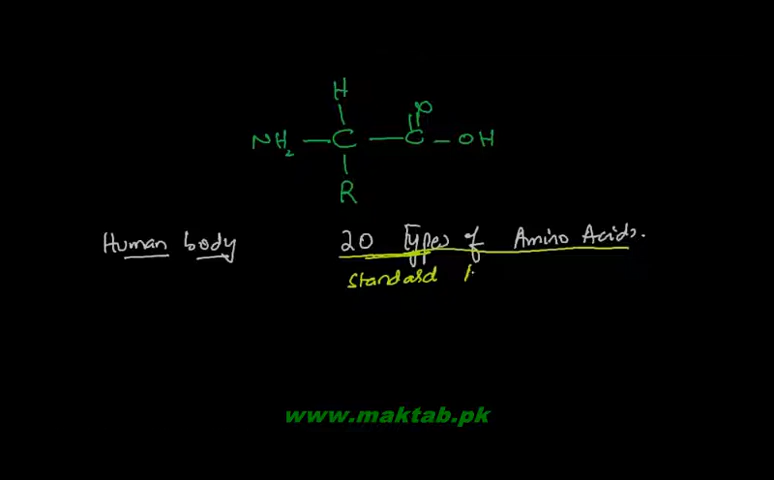 H
O
NH2 — C — C — OH
R
Human body 20 Types of Amino Acids.
Standard
www.maktab.pk